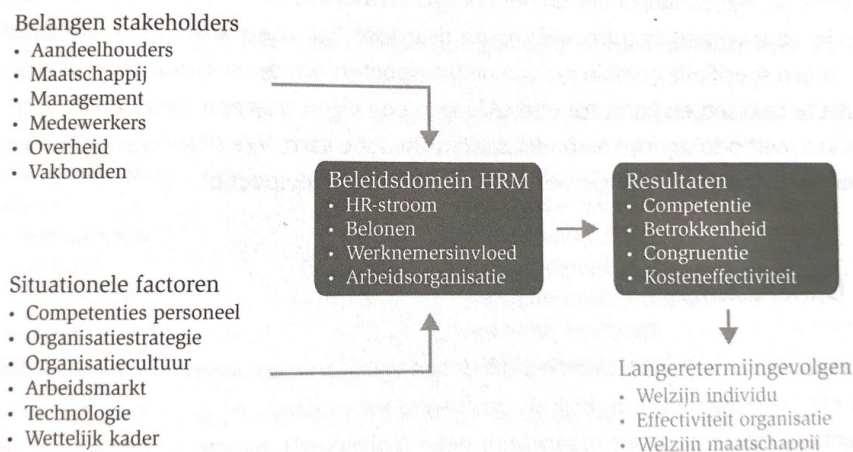 Belangen stakeholders
• Aandeelhouders
• Maatschappij
• Management
• Medewerkers
• Overheid
• Vakbonden
Beleidsdomein HRM
• HR-stroom
• Belonen
• Werknemersinvloed
• Arbeidsorganisatie
Resultaten
• Competentie
• Betrokkenheid
• Congruentie
• Kosteneffectiviteit
Situationele factoren
• Competenties personeel
• Organisatiestrategie
• Organisatiecultuur
• Arbeidsmarkt
• Technologie
• Wettelijk kader
Langeretermijngevolgen
• Welzijn individu
• Effectiviteit organisatie
• Welzijn maatschappij